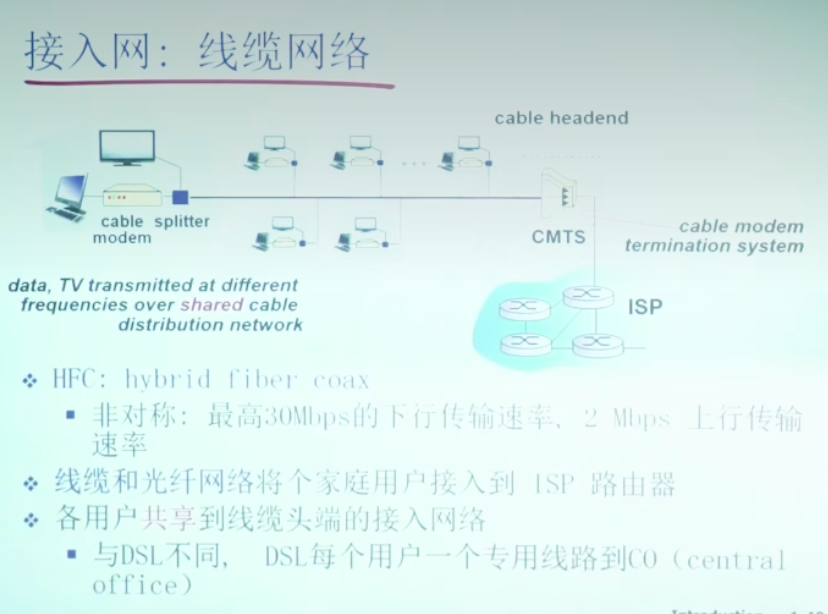 接入网: 线缆网络
cable headend
cable splitter
modem
CMTS
cable modem
termination system
data, TV transmitted at different
frequencies over shared cable
distribution network
ISP
HFC: hybrid fiber coax
非对称: 最高30Mbps的下行传输速率, 2 Mbps 上行传输
速率
线缆和光纤网络将个家庭用户接入到 ISP 路由器
各用户共享到线缆头端的接入网络
与DSL不同, DSL每个用户一个专用线路到CO（central
office）